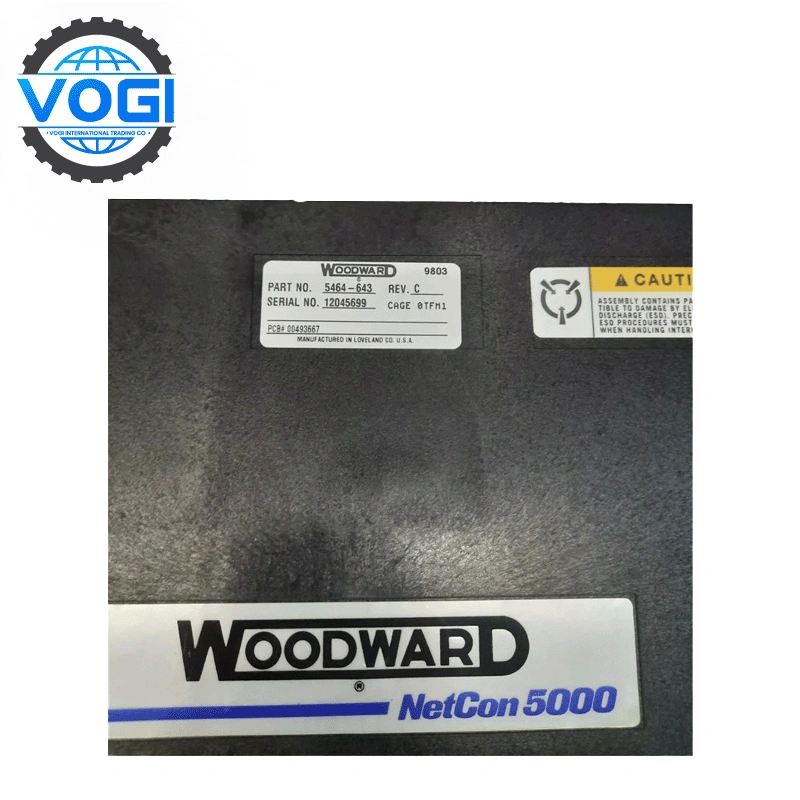 VOGI
• VOGI INTERNATIONAL TRADING CO •
WOODWARD
®
9803
PART NO. 5464-643 REV. C
SERIAL NO. 12045699 CAGE 0TFM1
PCB# 00493667
MANUFACTURED IN LOVELAND CO. U.S.A.
CAUTI
ASSEMBLY CONTAINS PA
TIBLE TO DAMAGE BY EL
DISCHARGE (ESD). PREC
ESD PROCEDURES MUST
WHEN HANDLING INTER
WOODWARD
®
NetCon 5000